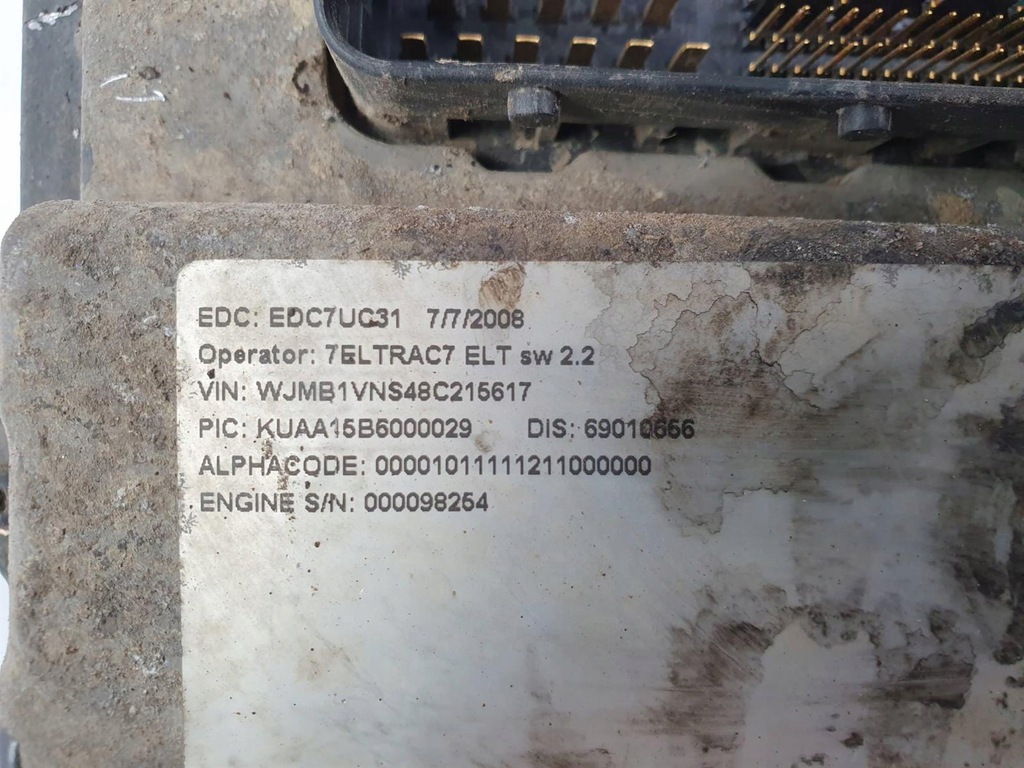 EDC: EDC7UC31 7/7/2008
Operator: 7ELTRAC7 ELT sw 2.2
VIN: WJMB1VNS48C215617
PIC: KUAA15B6000029 DIS: 69010656
ALPHACODE: 00001011111211000000
ENGINE S/N: 000098254